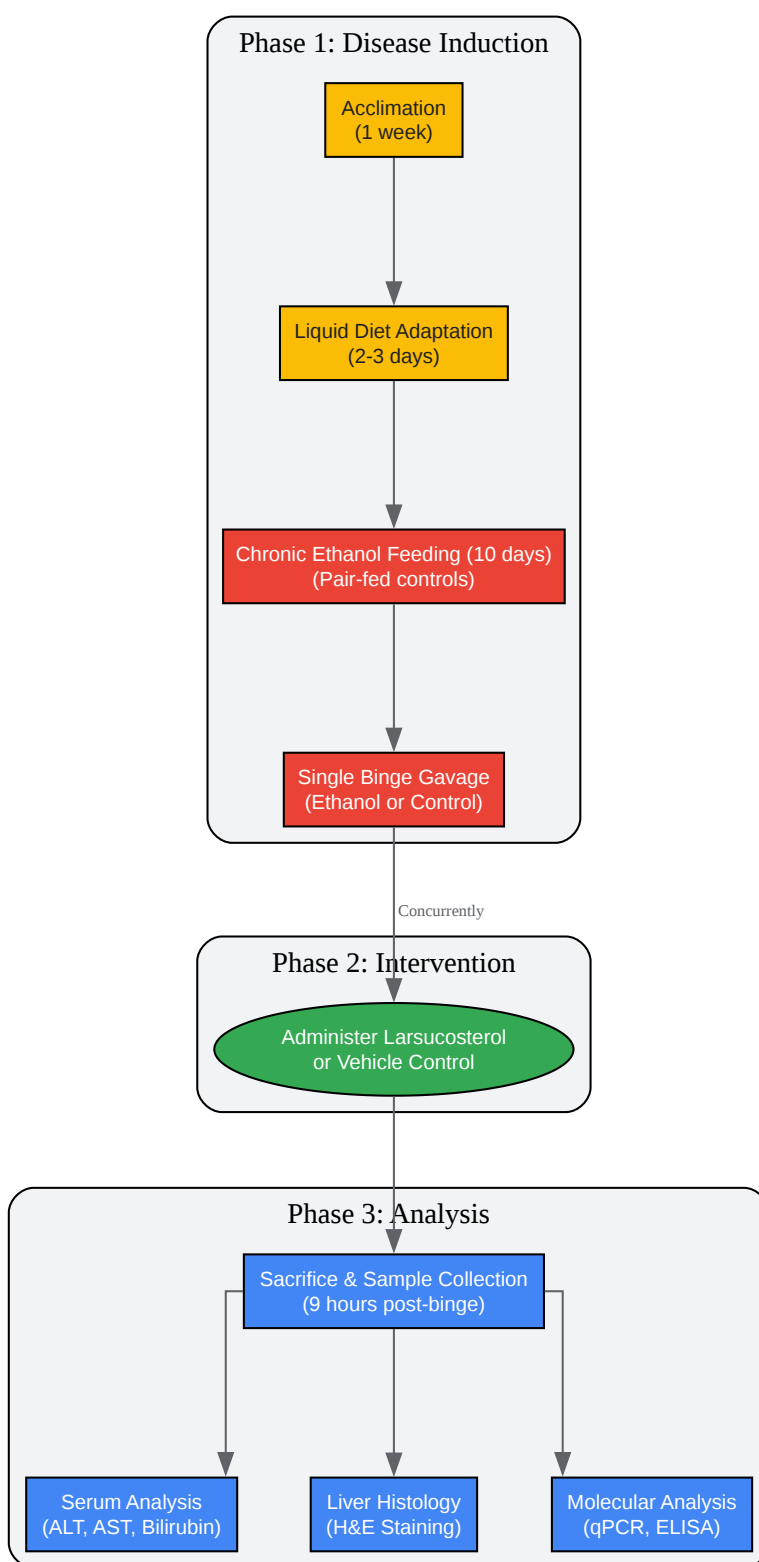 Phase 1: Disease Induction
Acclimation
(1 week)
Liquid Diet Adaptation
(2-3 days)
Chronic Ethanol Feeding (10 days)
(Pair-fed controls)
Single Binge Gavage
(Ethanol or Control)
Concurrently
Phase 2: Intervention
Administer Larsucosterol
or Vehicle Control
Phase 3: Analysis
Sacrifice & Sample Collection
(9 hours post-binge)
Serum Analysis
(ALT, AST, Bilirubin)
Liver Histology
(H&E Staining)
Molecular Analysis
(qPCR, ELISA)